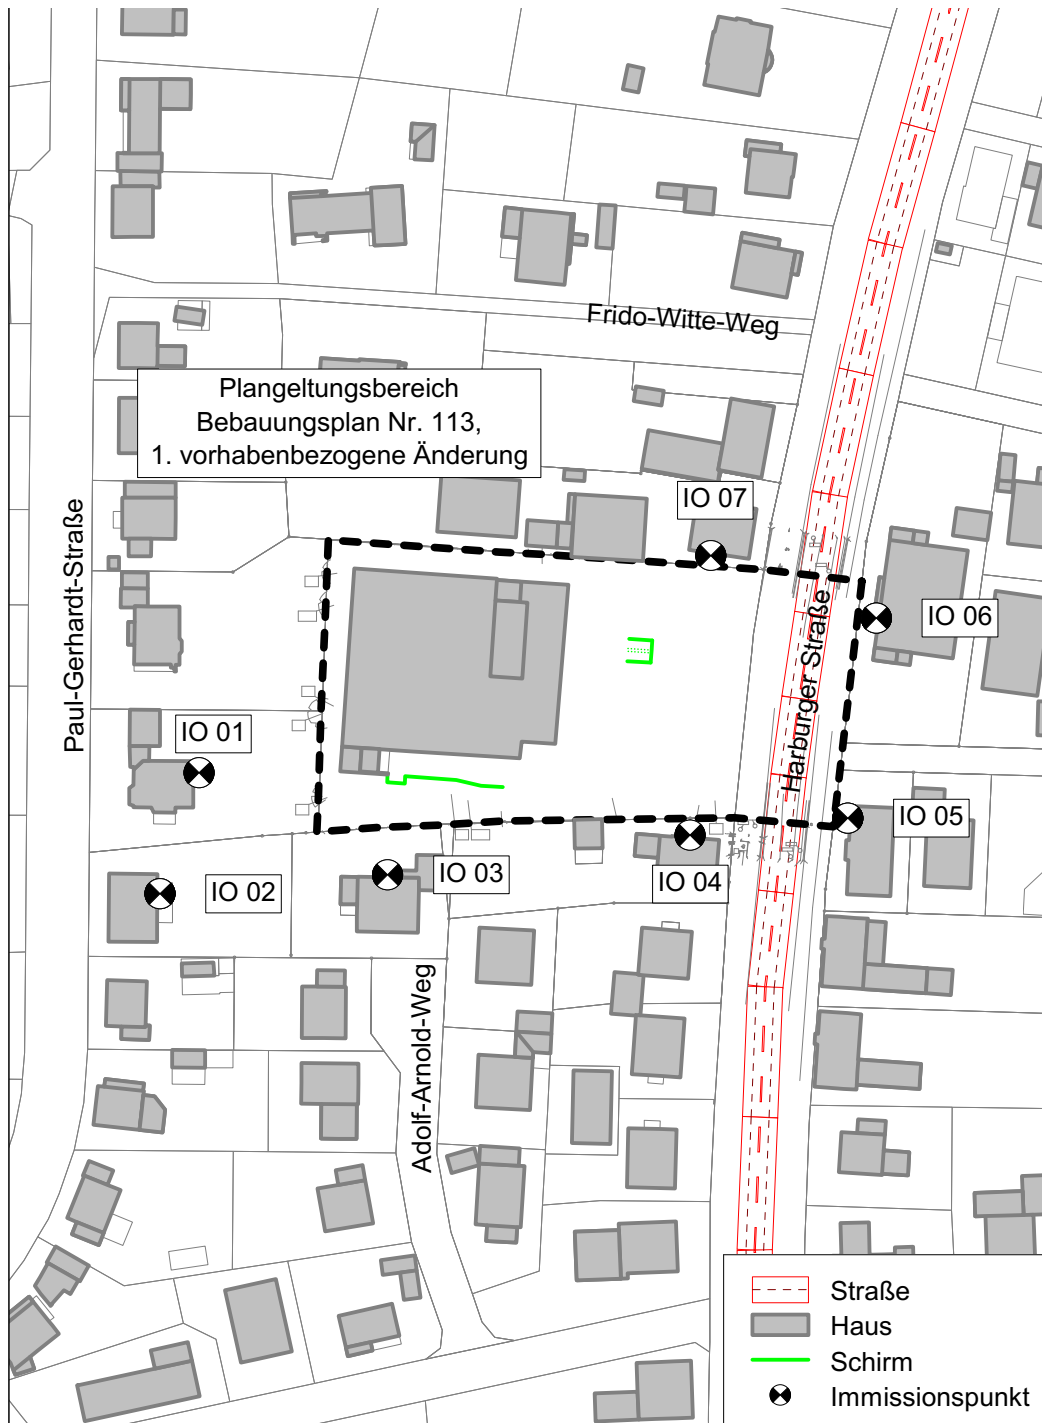 Frido-Witte-Weg
Plangeltungsbereich
Bebauungsplan Nr. 113,
1. vorhabenbezogene Änderung
IO 07
Paul-Gerhardt-Straße
Harburger Straße
IO 06
IO 01
IO 05
IO 03
IO 04
IO 02
Adolf-Arnold-Weg
Straße
Haus
Schirm
Immissionspunkt